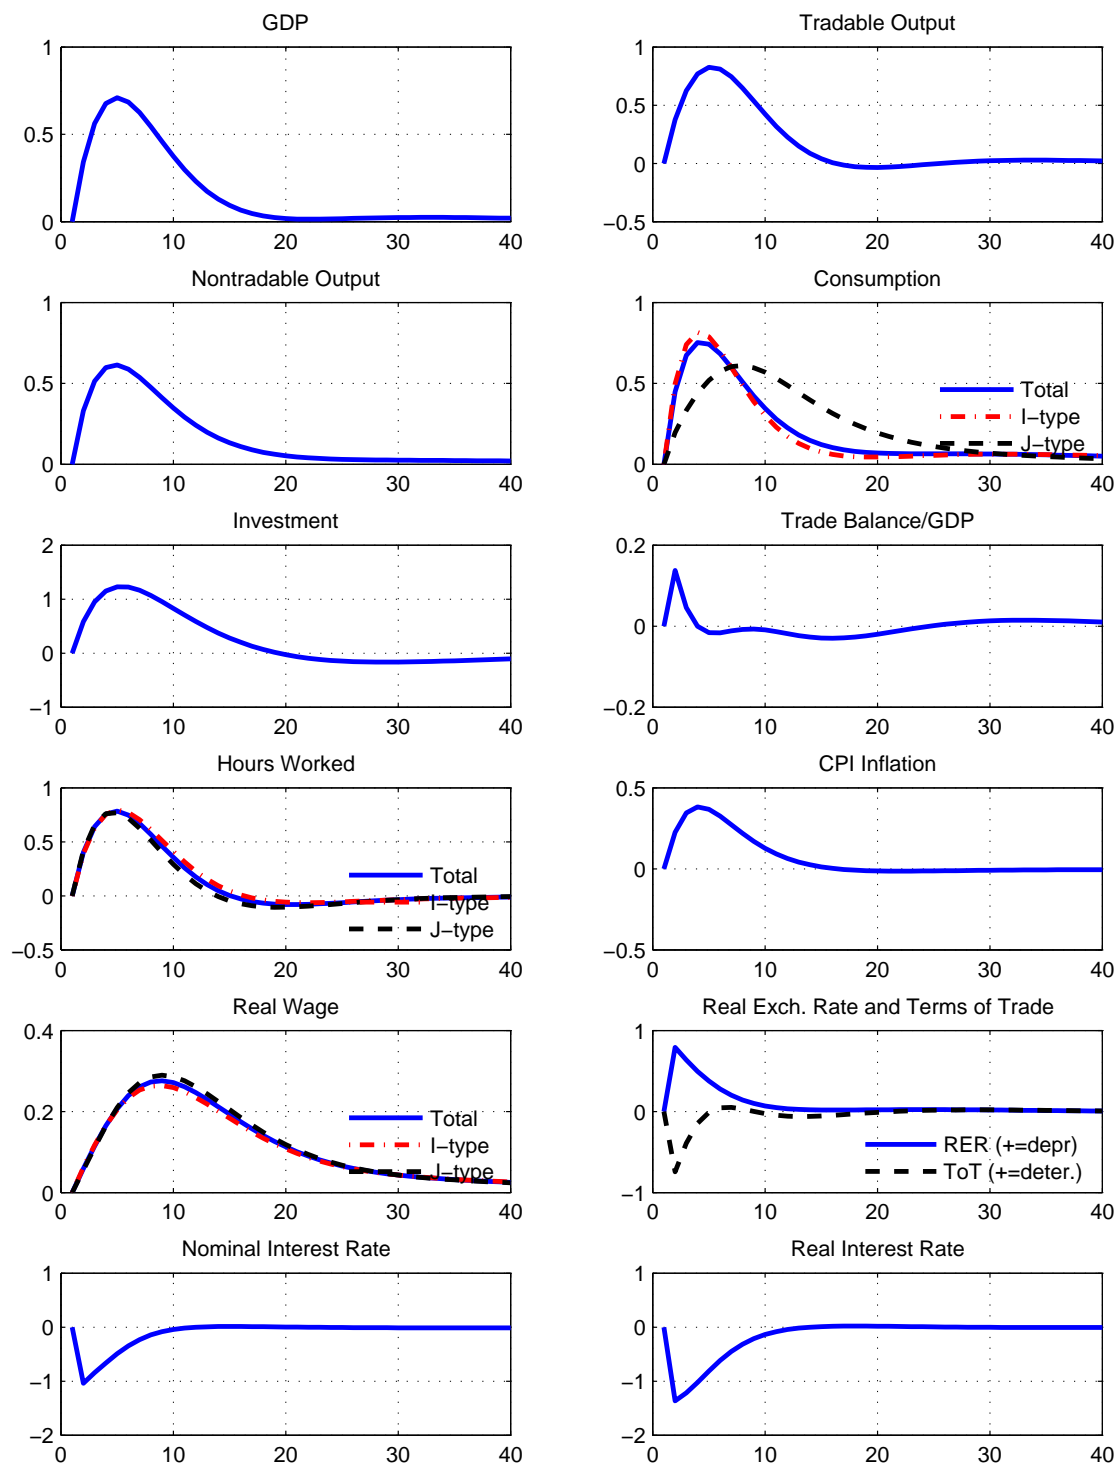 GDP
1
0.5
0
0 10 20 30 40
Tradable Output
1
0.5
0
−0.5
0 10 20 30 40
Nontradable Output
1
0.5
0
0 10 20 30 40
Consumption
1
0.5
0
0 10 20 30 40
Total
I−type
J−type
Investment
2
1
0
−1
0 10 20 30 40
Trade Balance/GDP
0.2
0
−0.2
0 10 20 30 40
Hours Worked
1
0.5
0
−0.5
0 10 20 30 40
Total
I−type
J−type
CPI Inflation
0.5
0
−0.5
0 10 20 30 40
Real Wage
0.4
0.2
0
0 10 20 30 40
Total
I−type
J−type
Real Exch. Rate and Terms of Trade
1
0
−1
0 10 20 30 40
RER (+=depr)
ToT (+=deter.)
Nominal Interest Rate
1
0
−1
−2
0 10 20 30 40
Real Interest Rate
1
0
−1
−2
0 10 20 30 40